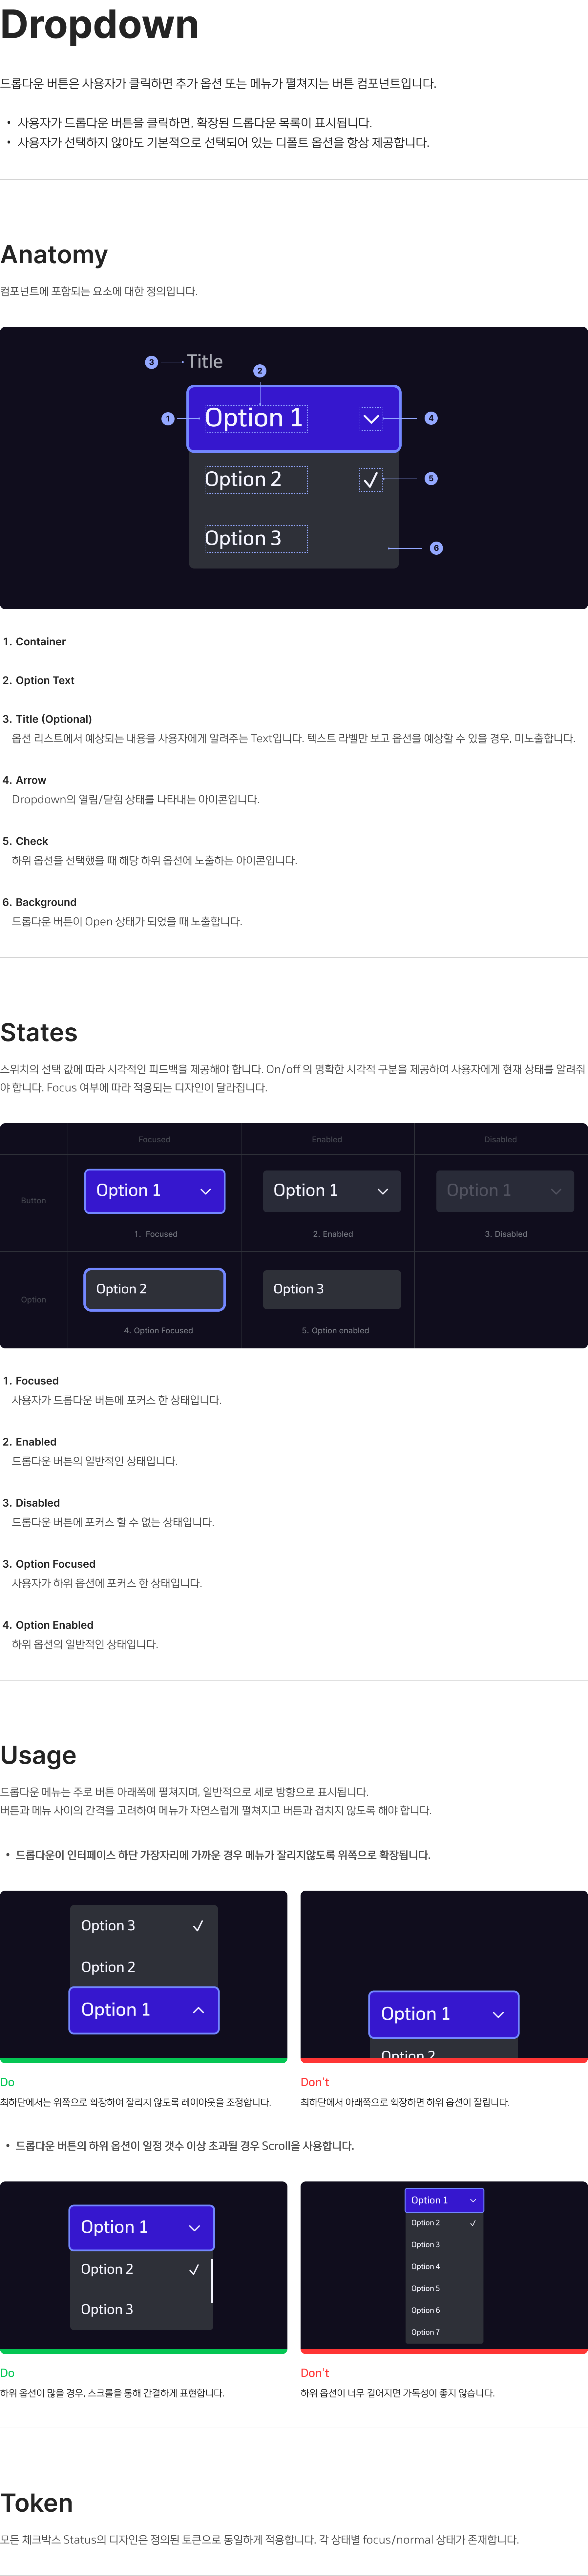 Dropdown
드롭다운 버튼은 사용자가 클릭하면 추가 옵션 또는 메뉴가 펼쳐지는 버튼 컴포넌트입니다.
• 사용자가 드롭다운 버튼을 클릭하면, 확장된 드롭다운 목록이 표시됩니다.
• 사용자가 선택하지 않아도 기본적으로 선택되어 있는 디폴트 옵션을 항상 제공합니다.
Anatomy
컴포넌트에 포함되는 요소에 대한 정의입니다.
3 Title
2
1 Option 1 4
Option 2 5
Option 3 6
1. Container
2. Option Text
3. Title (Optional)
옵션 리스트에서 예상되는 내용을 사용자에게 알려주는 Text입니다. 텍스트 라벨만 보고 옵션을 예상할 수 있을 경우, 미노출합니다.
4. Arrow
Dropdown의 열림/닫힘 상태를 나타내는 아이콘입니다.
5. Check
하위 옵션을 선택했을 때 해당 하위 옵션에 노출하는 아이콘입니다.
6. Background
드롭다운 버튼이 Open 상태가 되었을 때 노출합니다.
States
스위치의 선택 값에 따라 시각적인 피드백을 제공해야 합니다. On/off 의 명확한 시각적 구분을 제공하여 사용자에게 현재 상태를 알려줘
야 합니다. Focus 여부에 따라 적용되는 디자인이 달라집니다.
Focused Enabled Disabled
Button Option 1 Option 1 Option 1
1. Focused 2. Enabled 3. Disabled
Option Option 2 Option 3
4. Option Focused 5. Option enabled
1. Focused
사용자가 드롭다운 버튼에 포커스 한 상태입니다.
2. Enabled
드롭다운 버튼의 일반적인 상태입니다.
3. Disabled
드롭다운 버튼에 포커스 할 수 없는 상태입니다.
3. Option Focused
사용자가 하위 옵션에 포커스 한 상태입니다.
4. Option Enabled
하위 옵션의 일반적인 상태입니다.
Usage
드롭다운 메뉴는 주로 버튼 아래쪽에 펼쳐지며, 일반적으로 세로 방향으로 표시됩니다.
버튼과 메뉴 사이의 간격을 고려하여 메뉴가 자연스럽게 펼쳐지고 버튼과 겹치지 않도록 해야 합니다.
• 드롭다운이 인터페이스 하단 가장자리에 가까운 경우 메뉴가 잘리지않도록 위쪽으로 확장됩니다.
Option 3
Option 2
Option 1
Option 1
Option 2
Do
최하단에서는 위쪽으로 확장하여 잘리지 않도록 레이아웃을 조정합니다.
Don't
최하단에서 아래쪽으로 확장하면 하위 옵션이 잘립니다.
• 드롭다운 버튼의 하위 옵션이 일정 갯수 이상 초과될 경우 Scroll을 사용합니다.
Option 1
Option 2
Option 3
Option 1
Option 2
Option 3
Option 4
Option 5
Option 6
Option 7
Do
하위 옵션이 많을 경우, 스크롤을 통해 간결하게 표현합니다.
Don't
하위 옵션이 너무 길어지면 가독성이 좋지 않습니다.
Token
모든 체크박스 Status의 디자인은 정의된 토큰으로 동일하게 적용합니다. 각 상태별 focus/normal 상태가 존재합니다.